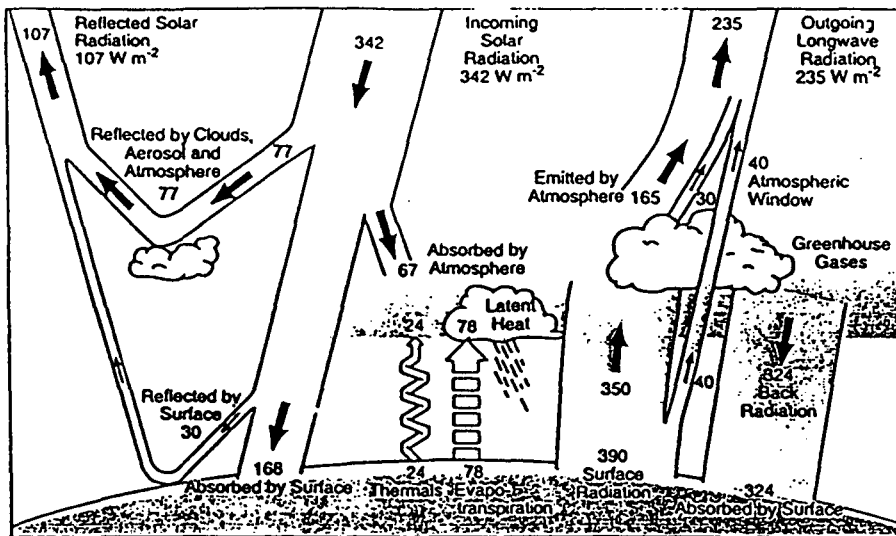 107
Reflected Solar
Radiation
107 W m-2
342
Incoming
Solar
Radiation
342 W m-2
235
Outgoing
Longwave
Radiation
235 W m-2
Reflected by Clouds,
Aerosol and
Atmosphere
77
77
Emitted by
Atmosphere 165
30
40
Atmospheric
Window
Greenhouse
Gases
67
Absorbed by
Atmosphere
Latent
Heat
24
78
350
40
324
Back
Radiation
Reflected by
Surface
30
168
Absorbed by Surface
24
Thermals
78
Evapo-
transpiration
390
Surface
Radiation
324
Absorbed by Surface